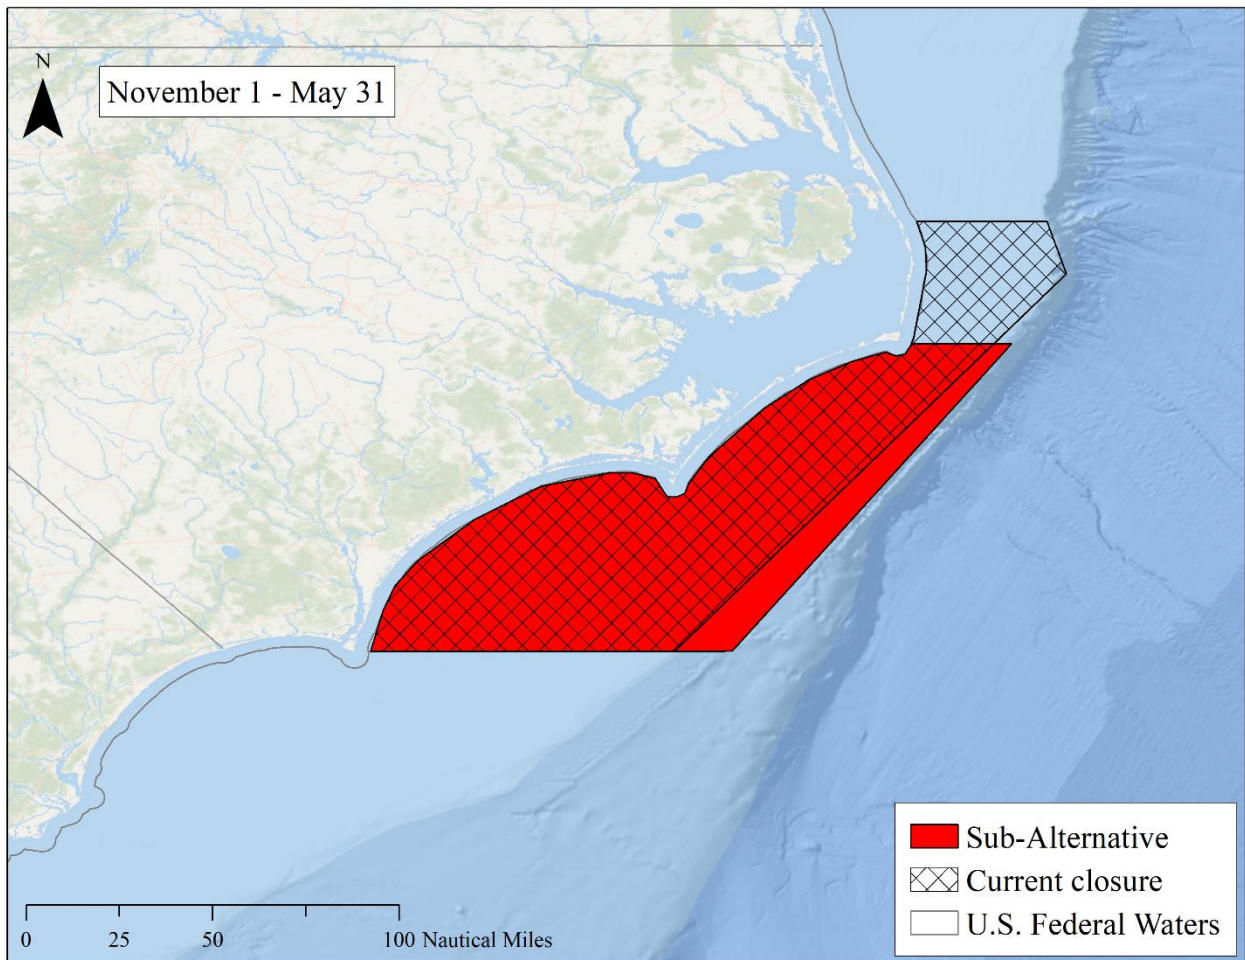 N
November 1 - May 31
Sub-Alternative
Current closure
U.S. Federal Waters
0 25 50 100 Nautical Miles